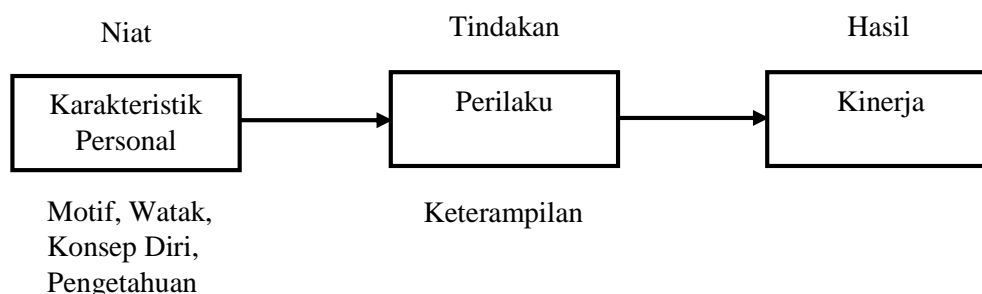 Niat
Tindakan
Hasil
Karakteristik
Personal
Perilaku
Kinerja
Motif, Watak,
Konsep Diri,
Pengetahuan
Keterampilan